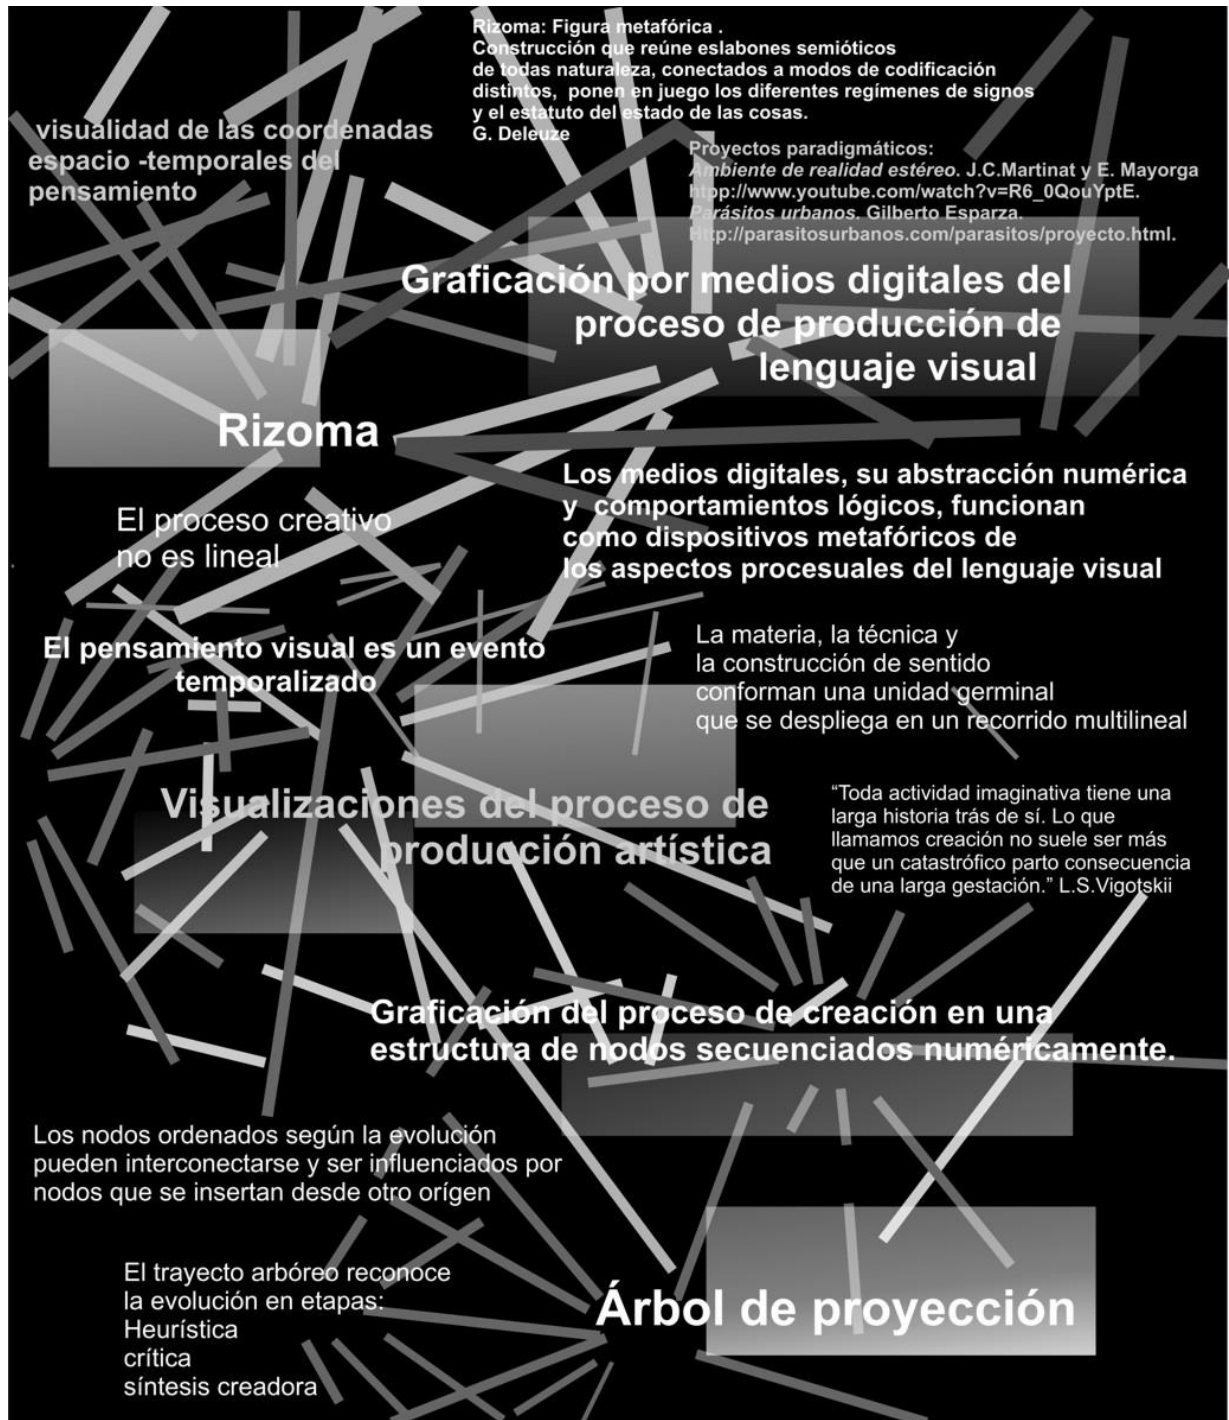 Rizoma: Figura metafórica .
Construcción que reúne eslabones semióticos
de todas naturaleza, conectados a modos de codificación
distintos,  ponen en juego los diferentes regímenes de signos
y el estatuto del estado de las cosas.
G. Deleuze
visualidad de las coordenadas
espacio -temporales del
pensamiento
Proyectos paradigmáticos:
Ambiente de realidad estéreo. J.C.Martinat y E. Mayorga
htpp://www.youtube.com/watch?v=R6_0QouYptE.
Parásitos urbanos. Gilberto Esparza.
Http://parasitosurbanos.com/parasitos/proyecto.html.
Graficación por medios digitales del
proceso de producción de
lenguaje visual
Rizoma
Los medios digitales, su abstracción numérica
y  comportamientos lógicos, funcionan
como dispositivos metafóricos de
los aspectos procesuales del lenguaje visual
El proceso creativo
no es lineal
El pensamiento visual es un evento
temporalizado
La materia, la técnica y
la construcción de sentido
conforman una unidad germinal
que se despliega en un recorrido multilineal
Visualizaciones del proceso de
producción artística
“Toda actividad imaginativa tiene una
larga historia trás de sí. Lo que
llamamos creación no suele ser más
que un catastrófico parto consecuencia
de una larga gestación.” L.S.Vigotskii
Graficación del proceso de creación en una
estructura de nodos secuenciados numéricamente.
Los nodos ordenados según la evolución
pueden interconectarse y ser influenciados por
nodos que se insertan desde otro orígen
El trayecto arbóreo reconoce
la evolución en etapas:
Heurística
crítica
síntesis creadora
Árbol de proyección